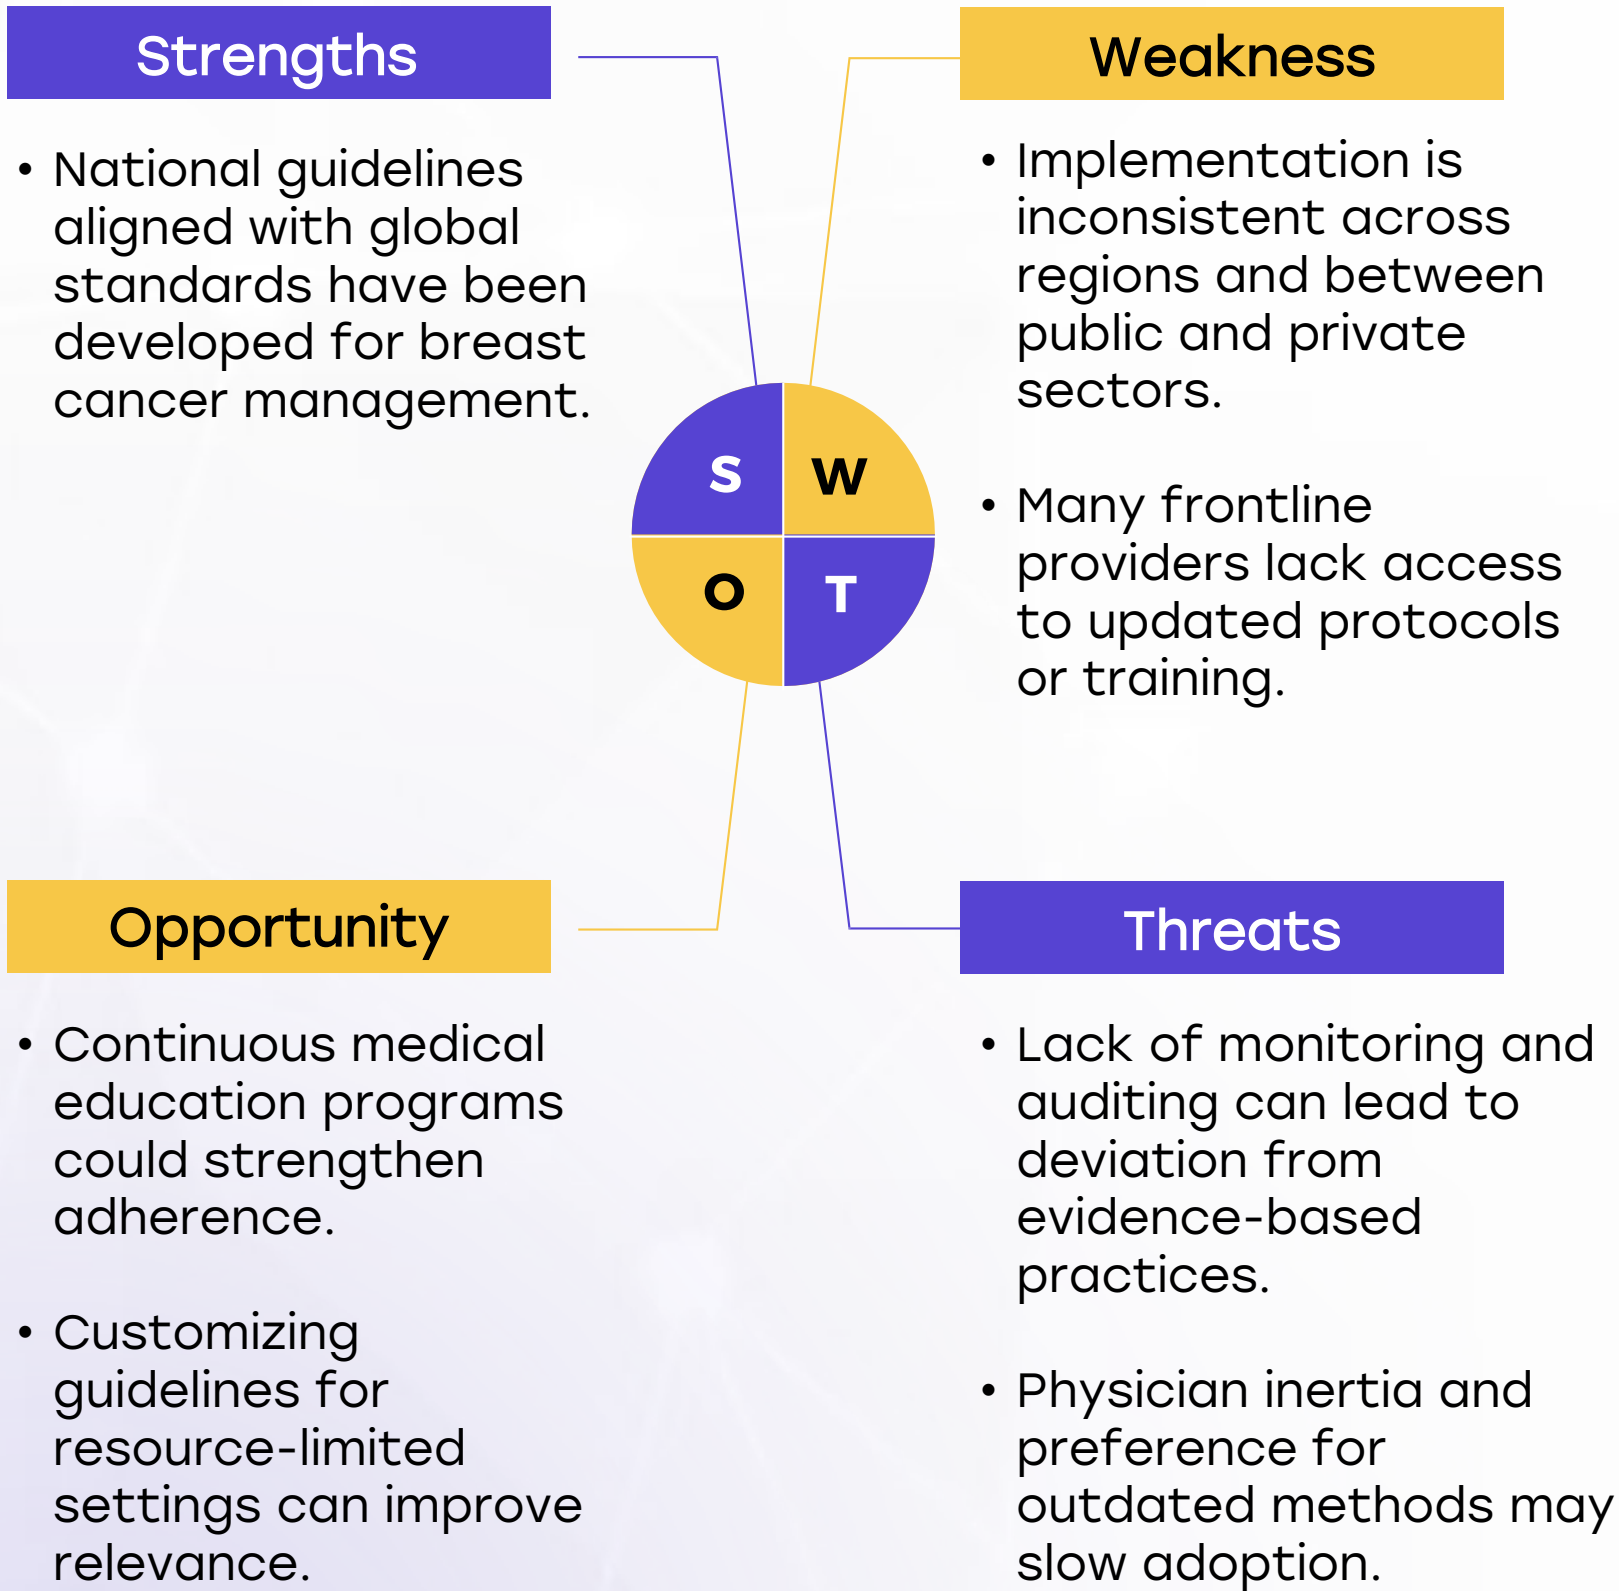 Strengths
• National guidelines
aligned with global
standards have been
developed for breast
cancer management.
Weakness
• Implementation is
inconsistent across
regions and between
public and private
sectors.
• Many frontline
providers lack access
to updated protocols
or training.
S
W
O
T
Opportunity
• Continuous medical
education programs
could strengthen
adherence.
• Customizing
guidelines for
resource-limited
settings can improve
relevance.
Threats
• Lack of monitoring and
auditing can lead to
deviation from
evidence-based
practices.
• Physician inertia and
preference for
outdated methods may
slow adoption.